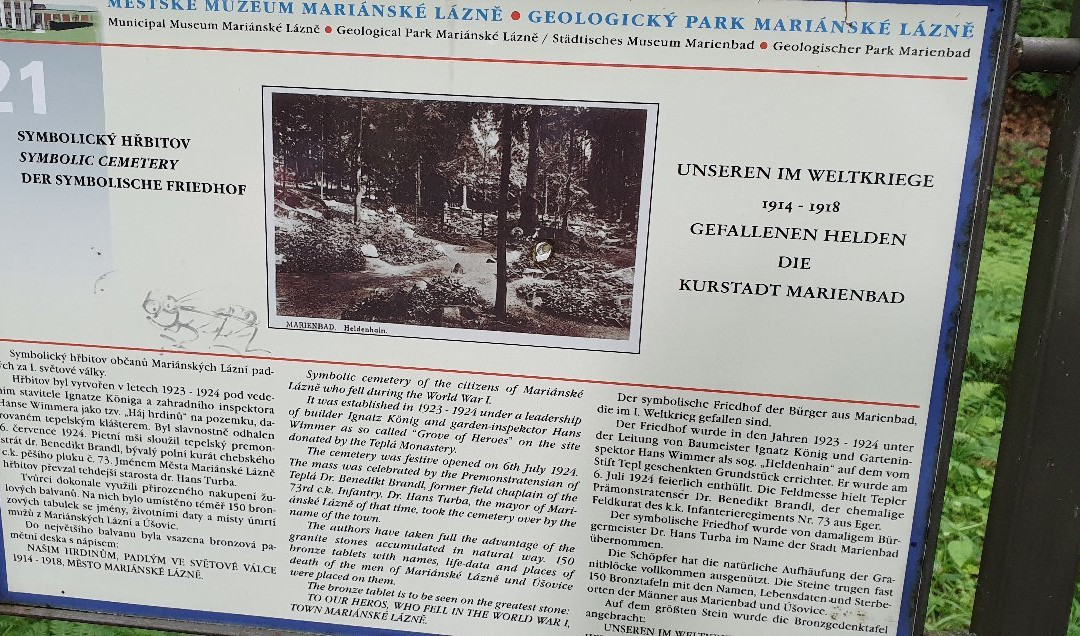 MĚSTSKÉ MUZEUM MARIÁNSKÉ LÁZNĚ ● GEOLOGICKÝ PARK MARIÁNSKÉ LÁZNĚ
Municipal Museum Mariánské Lázně ● Geological Park Mariánské Lázně / Städtisches Museum Marienbad ● Geologischer Park Marienbad
21
SYMBOLICKÝ HŘBITOV
SYMBOLIC CEMETERY
DER SYMBOLISCHE FRIEDHOF
MARIENBAD. Heldenhain.
UNSEREN IM WELTKRIEGE
1914 - 1918
GEFALLENEN HELDEN
DIE
KURSTADT MARIENBAD
Symbolický hřbitov občanů Mariánských Lázní pad-
ých za I. světové války.
Hřbitov byl vytvořen v letech 1923 - 1924 pod vede-
ním stavitele Ignatze Königa a zahradního inspektora
Hanse Wimmera jako tzv. „Háj hrdinů" na pozemku, da-
rovaném tepelským klášterem. Byl slavnostně odhalen
6. července 1924. Pietní mši sloužil tepelský premon-
strát dr. Benedikt Brandl, bývalý polní kurát chebského
c.k. pěšího pluku č. 73. Jménem Města Mariánské Lázně
hřbitov převzal tehdejší starosta dr. Hans Turba.
Tvůrci dokonale využili přirozeného nakupení žu-
lových balvanů. Na nich bylo umístěno téměř 150 bron-
zových tabulek se jmény, životními daty a místy úmrtí
mužů z Mariánských Lázní a Úšovic.
Do největšího balvanu byla vsazena bronzová pa-
mětní deska s nápisem:
NAŠIM HRDINŮM, PADLÝM VE SVĚTOVÉ VÁLCE
1914 - 1918, MĚSTO MARIÁNSKÉ LÁZNĚ.
Symbolic cemetery of the citizens of Mariánské
Lázně who fell during the World War I.
It was established in 1923 - 1924 under a leadership
of builder Ignatz König and garden-inspektor Hans
Wimmer as so called "Grove of Heroes" on the site
donated by the Teplá Monastery.
The cemetery was festive opened on 6th July 1924.
The mass was celebrated by the Premonstratensian of
Teplá Dr. Benedikt Brandl, former field chaplain of the
73rd c.k. Infantry. Dr. Hans Turba, the mayor of Mari-
ánské Lázně of that time, took the cemetery over by the
name of the town.
The authors have taken full the advantage of the
granite stones accumulated in natural way. 150
bronze tablets with names, life-data and places of
death of the men of Mariánské Lázně und Úšovice
were placed on them.
The bronze tablet is to be seen on the greatest stone:
TO OUR HEROS, WHO FELL IN THE WORLD WAR I,
TOWN MARIÁNSKÉ LÁZNĚ.
Der symbolische Friedhof der Bürger aus Marienbad,
die im I. Weltkrieg gefallen sind.
Der Friedhof wurde in den Jahren 1923 - 1924 unter
der Leitung von Baumeister Ignatz König und Gartenin-
spektor Hans Wimmer als sog. „Heldenhain" auf dem vom
Stift Tepl geschenkten Grundstück errichtet. Er wurde am
6. Juli 1924 feierlich enthüllt. Die Feldmesse hielt Tepler
Prämonstratenser Dr. Benedikt Brandl, der ehemalige
Feldkurat des k.k. Infanterieregiments Nr. 73 aus Eger.
Der symbolische Friedhof wurde von damaligem Bür-
germeister Dr. Hans Turba im Name der Stadt Marienbad
übernommen.
Die Schöpfer hat die natürliche Aufhäufung der Gra-
nitblöcke vollkommen ausgenützt. Die Steine trugen fast
150 Bronztafeln mit den Namen, Lebensdaten und Sterbe-
orten der Männer aus Marienbad und Úšovice.
Auf dem größten Stein wurde die Bronzgedenktafel
angebracht:
UNSEREN IM